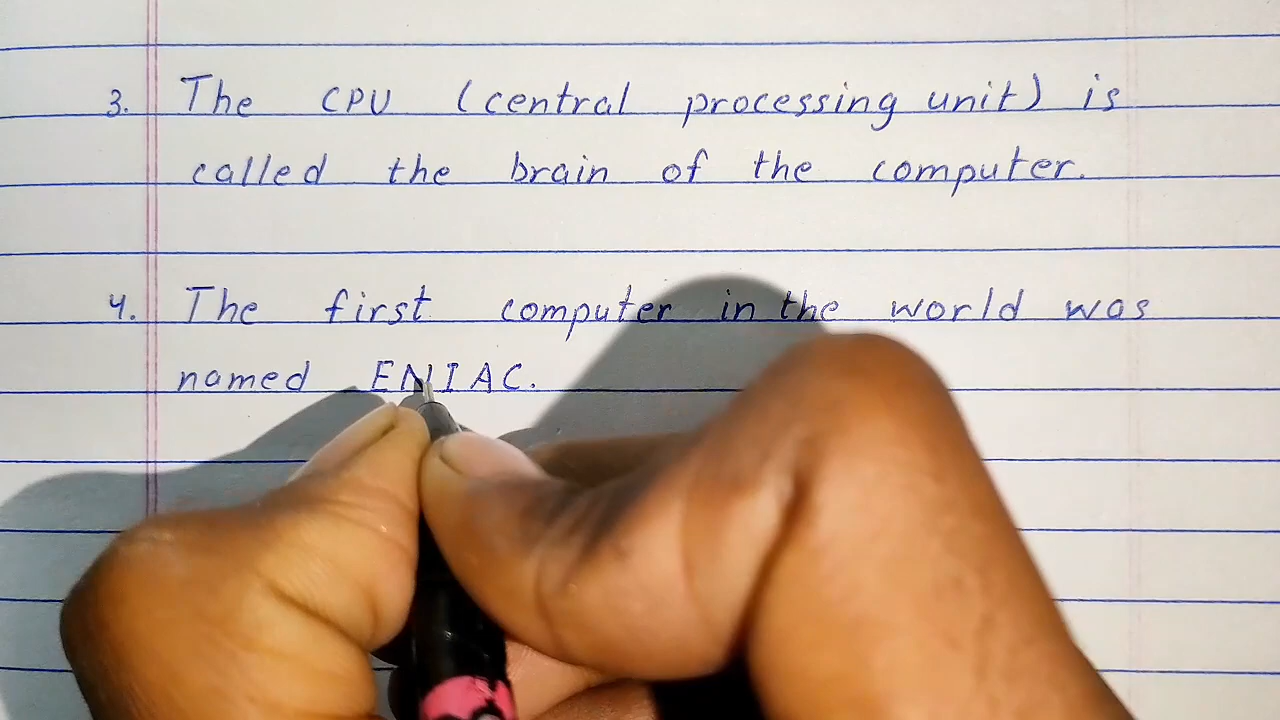 3. The CPU (central processing unit) is
called the brain of the computer.
4. The first computer in the world was
named ENIAC.